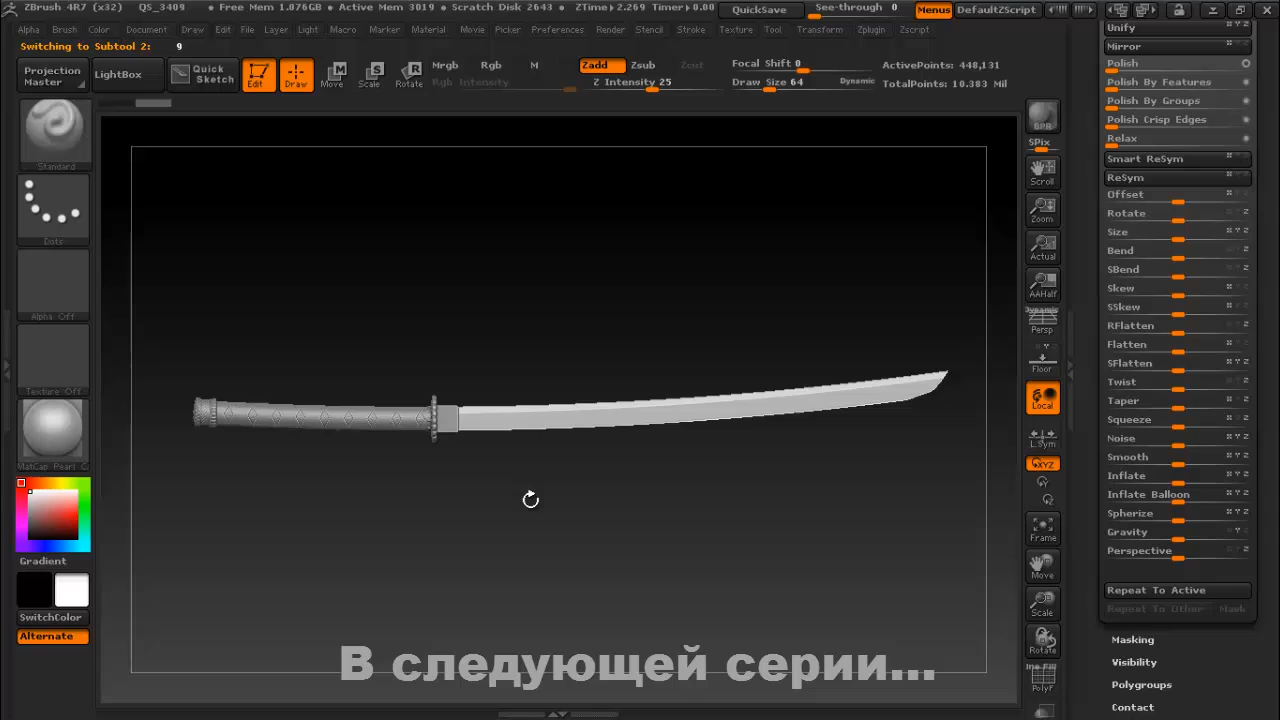 ZBrush 4R7 (x32) QS_3409 • Free Mem 1.076GB • Active Mem 3019 • Scratch Disk 2643 • ZTime▸2.269 Timer▸0.00 QuickSave See-through 0 Menus DefaultZScript
Alpha Brush Color Document Draw Edit File Layer Light Macro Marker Material Movie Picker Preferences Render Stencil Stroke Texture Tool Transform Zplugin Zscript
Switching to Subtool 2: 9
Projection Master
LightBox
Quick Sketch
Edit
Draw
Move
Scale
Rotate
Mrgb Rgb M
Rgb Intensity
Zadd Zsub Zcut
Z Intensity 25
Focal Shift 0
Draw Size 64 Dynamic
ActivePoints: 448,131
TotalPoints: 10.383 Mil
Standard
Dots
Alpha Off
Texture Off
MatCap Pearl C
Gradient
SwitchColor
Alternate
BPR
SPix
Scroll
Zoom
Actual
AAHalf
Dynamic
Persp
Floor
Local
L.Sym
XYZ
Y
Z
Frame
Move
Scale
Rotate
Line Fill
PolyF
Unify
Mirror
Polish
Polish By Features
Polish By Groups
Polish Crisp Edges
Relax
Smart ReSym
ReSym
Offset
Rotate
Size
Bend
SBend
Skew
SSkew
RFlatten
Flatten
SFlatten
Twist
Taper
Squeeze
Noise
Smooth
Inflate
Inflate Balloon
Spherize
Gravity
Perspective
Repeat To Active
Repeat To Other Mask
Masking
Visibility
Polygroups
Contact
В следующей серии...